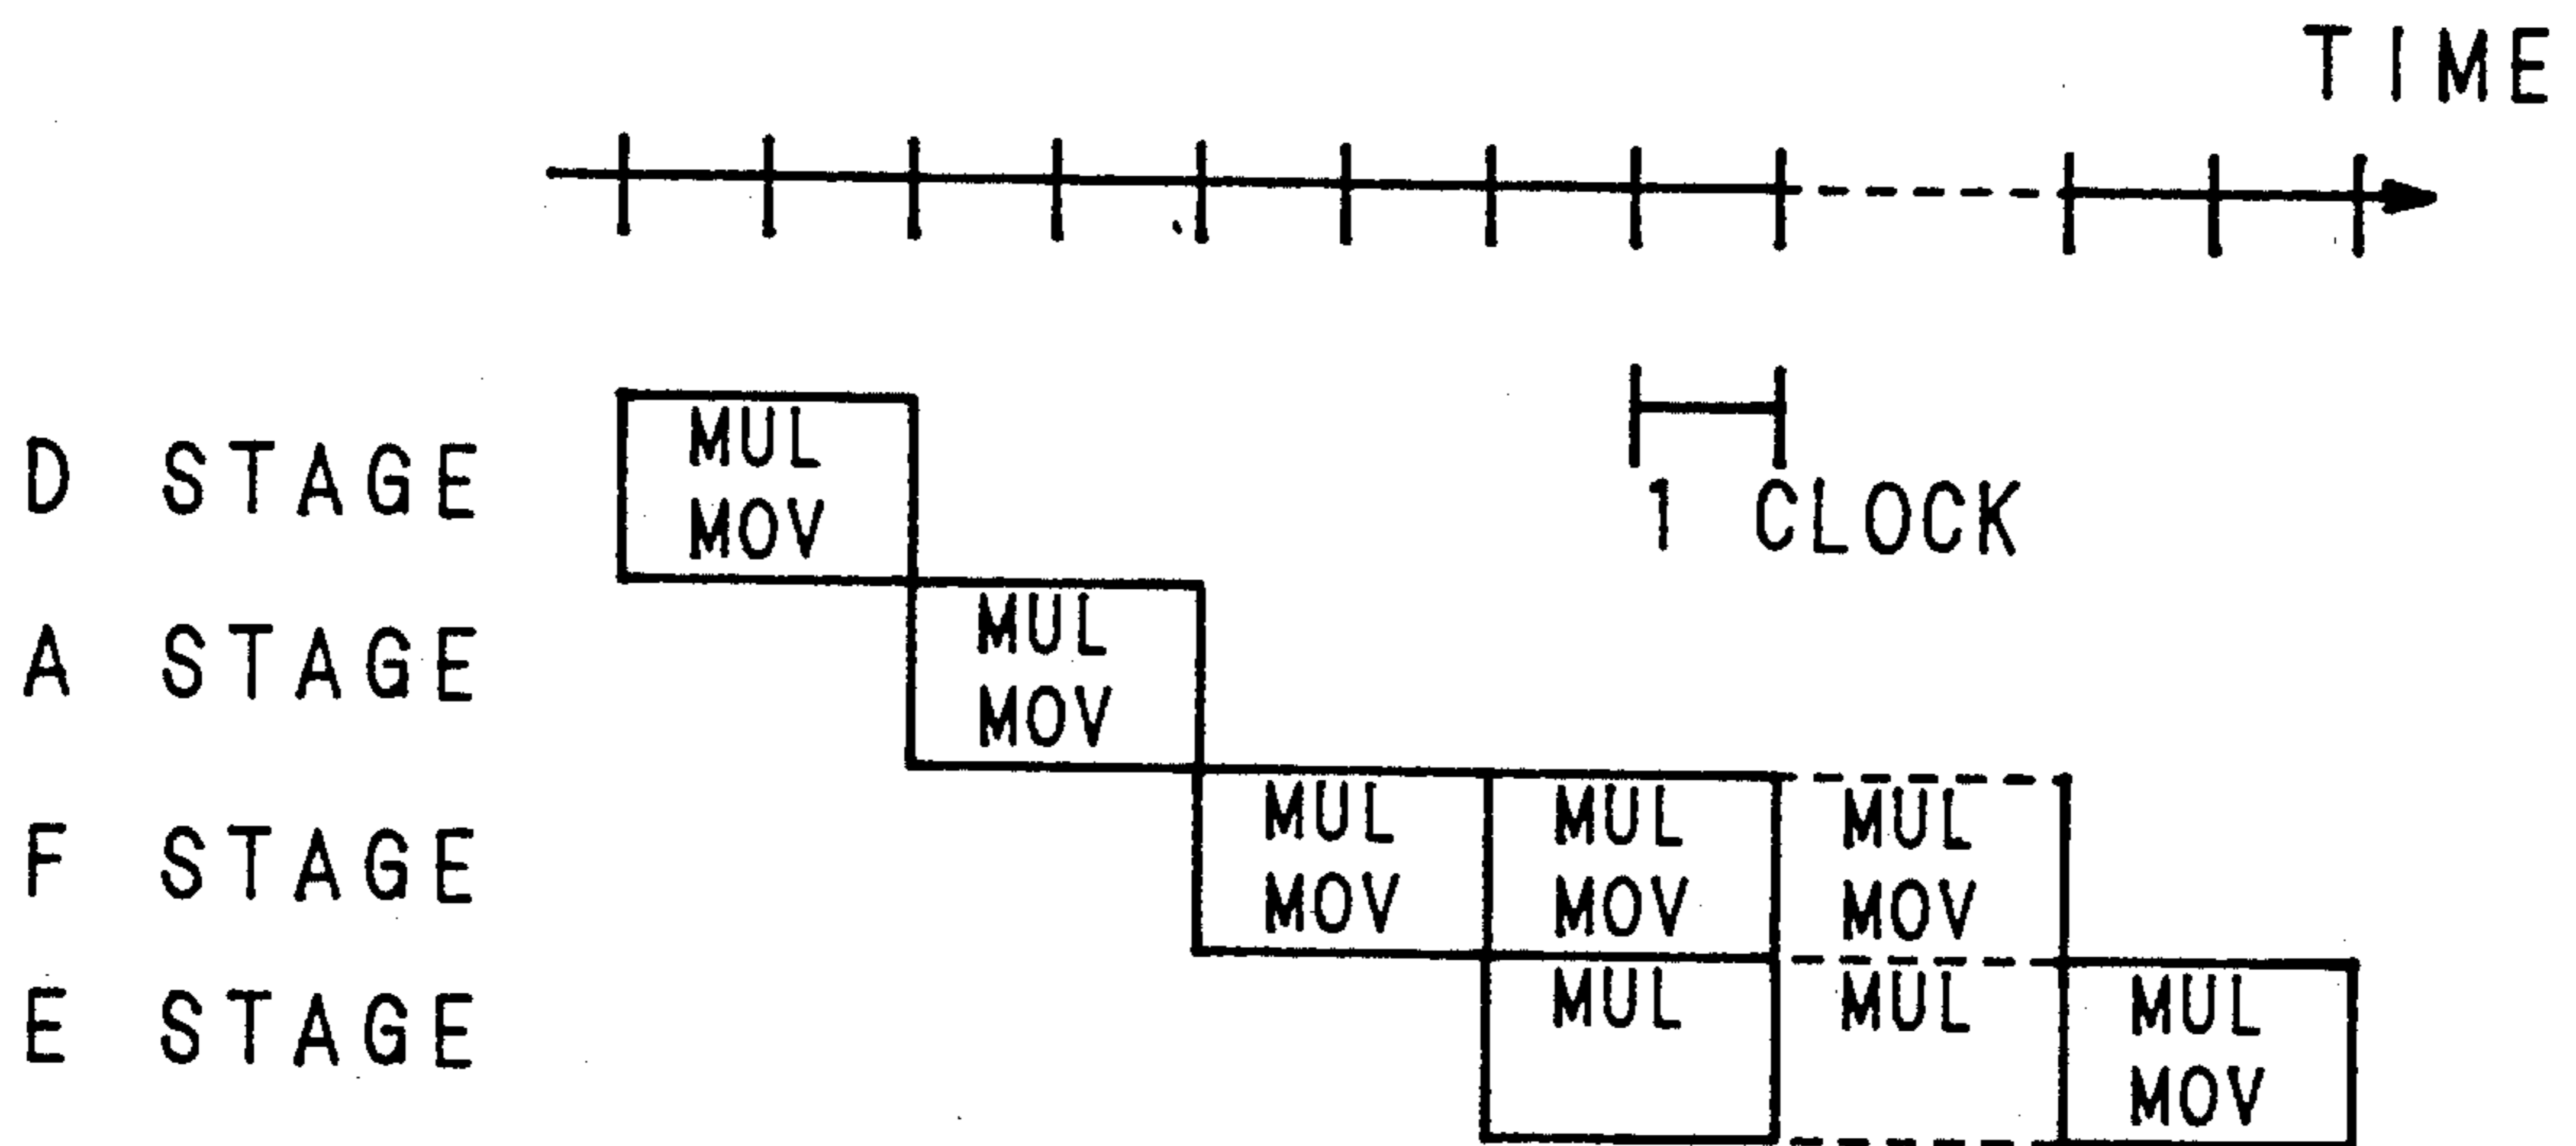 TIME
1 CLOCK
D STAGE
MUL
MOV
A STAGE
MUL
MOV
F STAGE
MUL MUL MUL
MOV MOV MOV
E STAGE
MUL MUL MUL
MOV